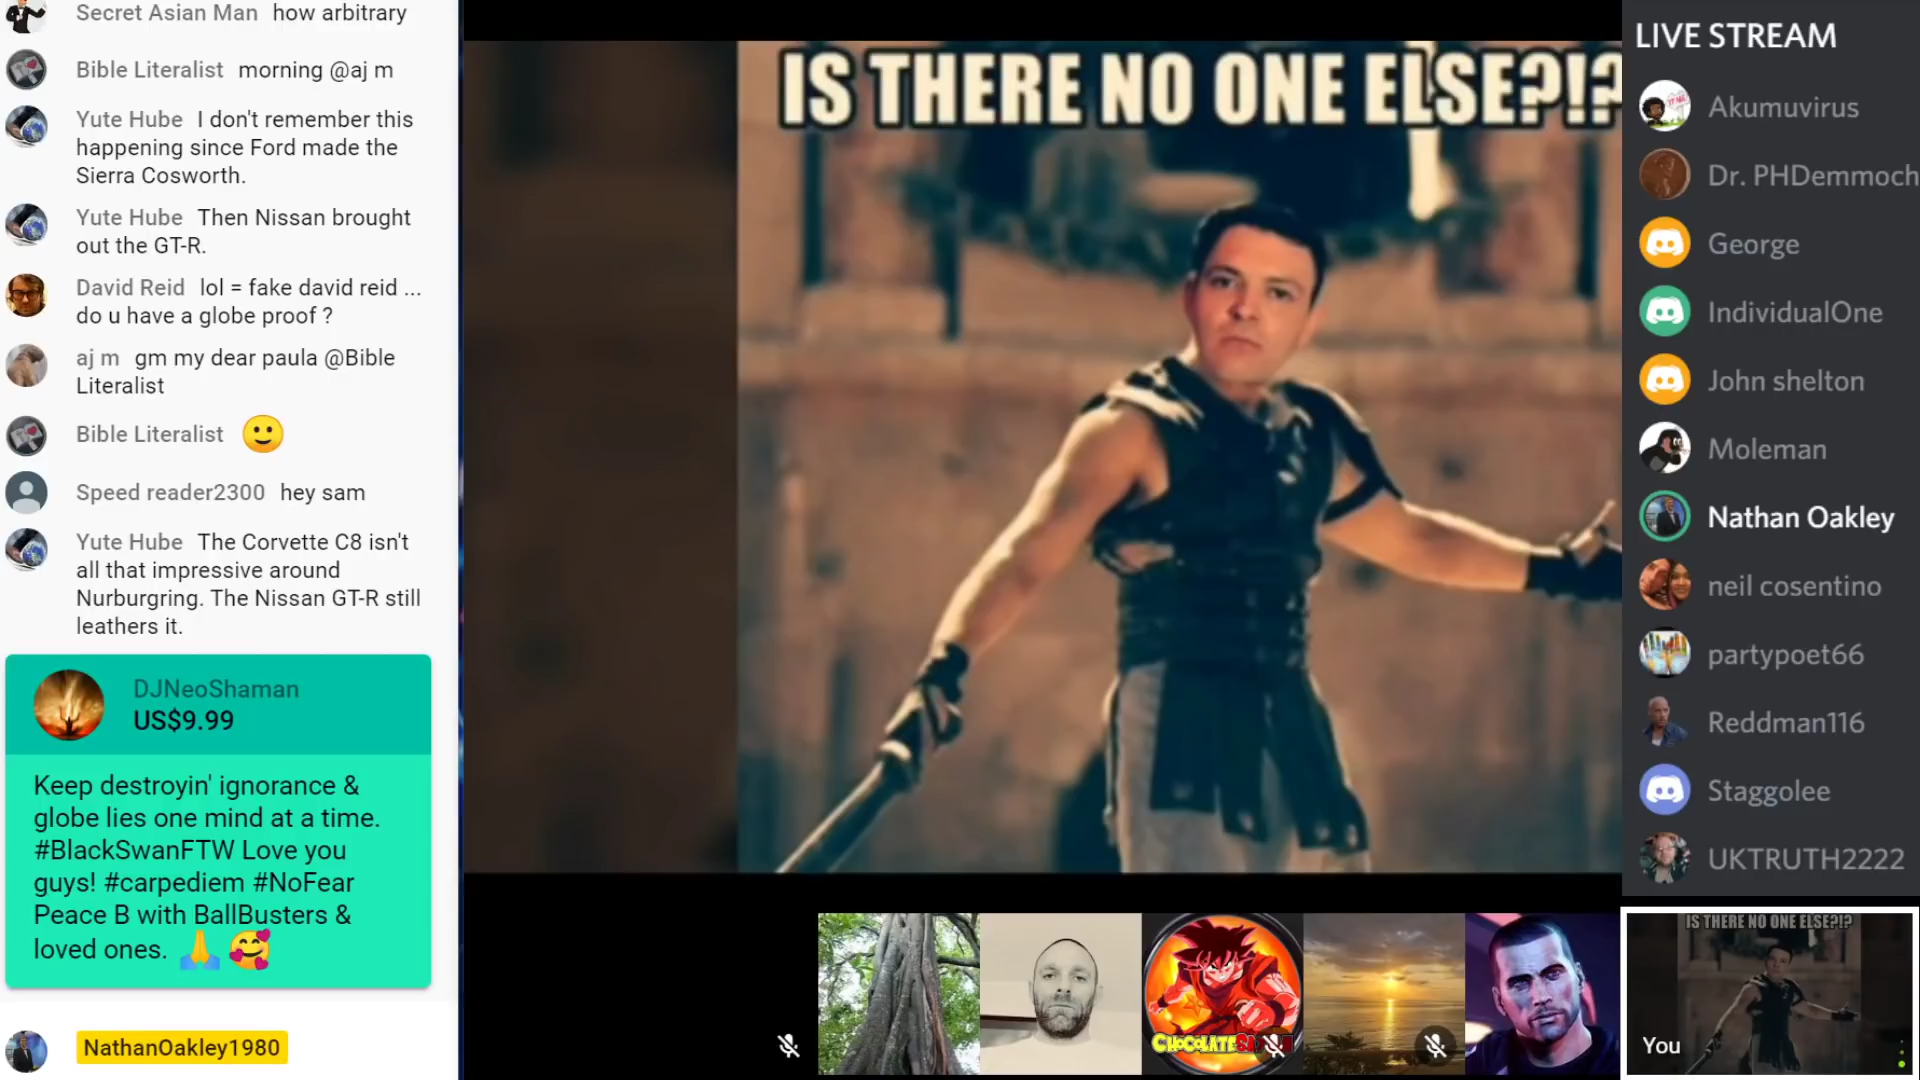 Secret Asian Man how arbitrary
Bible Literalist morning @aj m
Yute Hube I don't remember this
happening since Ford made the
Sierra Cosworth.
Yute Hube Then Nissan brought
out the GT-R.
David Reid lol = fake david reid ...
do u have a globe proof ?
aj m gm my dear paula @Bible
Literalist
Bible Literalist 🙂
Speed reader2300 hey sam
Yute Hube The Corvette C8 isn't
all that impressive around
Nurburgring. The Nissan GT-R still
leathers it.
DJNeoShaman
US$9.99
Keep destroyin' ignorance &
globe lies one mind at a time.
#BlackSwanFTW Love you
guys! #carpediem #NoFear
Peace B with BallBusters &
loved ones. 🙏 🥰
NathanOakley1980
IS THERE NO ONE ELSE?!?
LIVE STREAM
Akumuvirus
Dr. PHDemmoch
George
IndividualOne
John shelton
Moleman
Nathan Oakley
neil cosentino
partypoet66
Reddman116
Staggolee
UKTRUTH2222
IS THERE NO ONE ELSE?!?
You